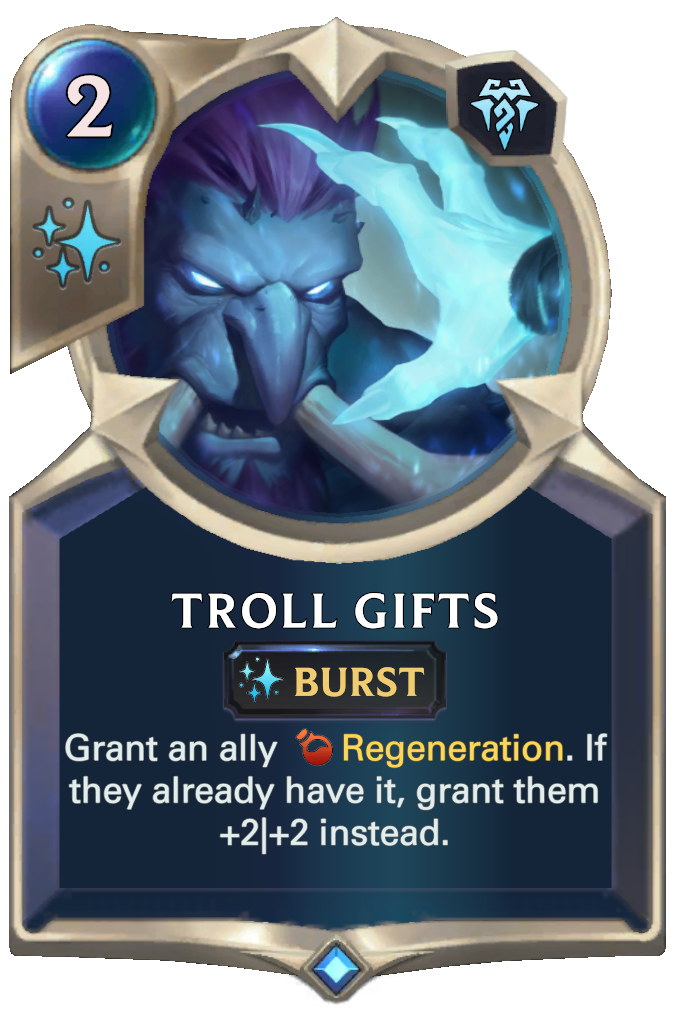 2
TROLL GIFTS
BURST
Grant an ally Regeneration. If
they already have it, grant them
+2|+2 instead.